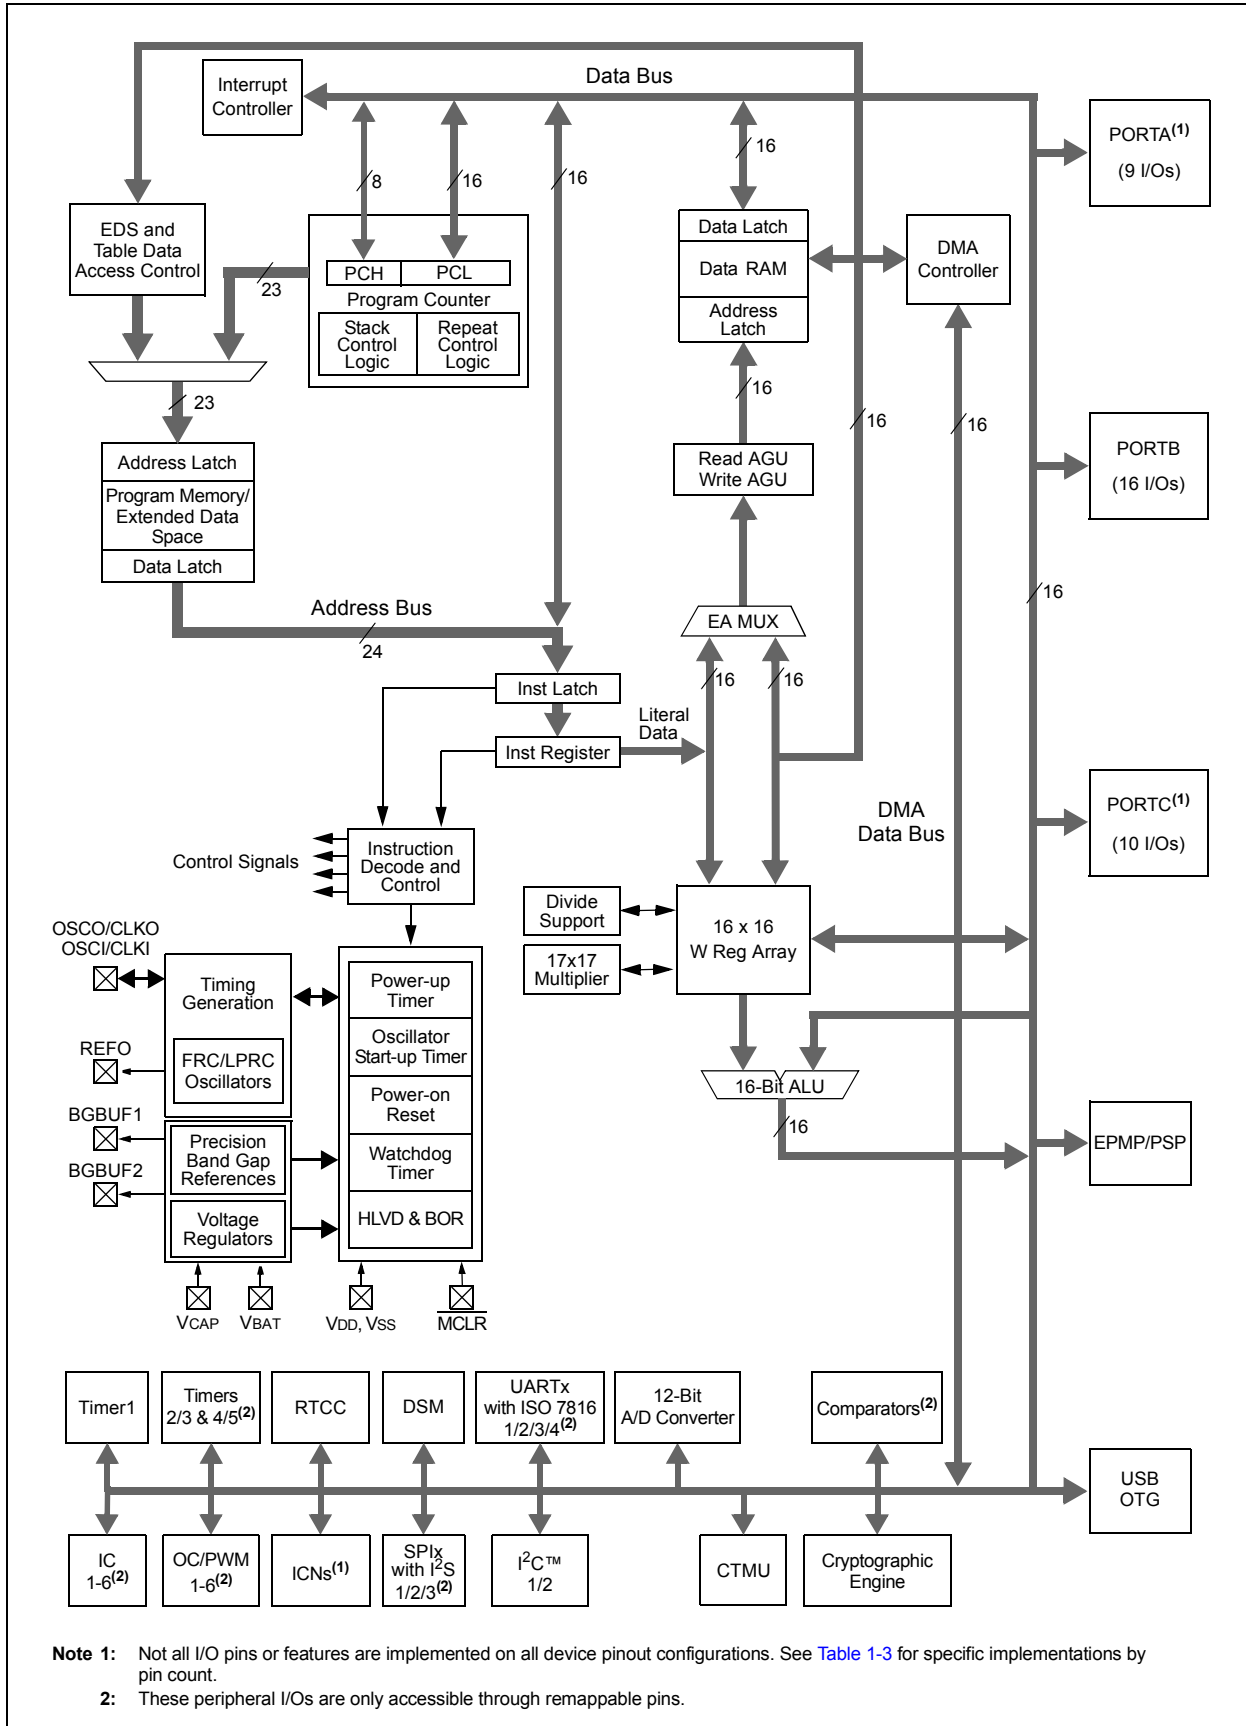 Data Bus
Interrupt
Controller
16
8
16
16
PORTA(1)
(9 I/Os)
EDS and
Table Data
Access Control
Data Latch
Data RAM
Address
Latch
DMA
Controller
PCH
PCL
Program Counter
Stack
Control
Logic
Repeat
Control
Logic
23
23
16
16
16
Address Latch
Program Memory/
Extended Data
Space
Data Latch
Read AGU
Write AGU
PORTB
(16 I/Os)
16
Address Bus
24
EA MUX
16
16
Inst Latch
Literal
Data
Inst Register
DMA
Data Bus
PORTC(1)
(10 I/Os)
Control Signals
Instruction
Decode and
Control
Divide
Support
17x17
Multiplier
16 x 16
W Reg Array
OSCO/CLKO
OSCI/CLKI
Timing
Generation
Power-up
Timer
REFO
FRC/LPRC
Oscillators
Oscillator
Start-up Timer
16-Bit ALU
16
BGBUF1
Precision
Band Gap
References
Power-on
Reset
BGBUF2
Watchdog
Timer
EPMP/PSP
Voltage
Regulators
HLVD & BOR
VCAP
VBAT
VDD, VSS
MCLR
Timer1
Timers
2/3 & 4/5(2)
RTCC
DSM
UARTx
with ISO 7816
1/2/3/4(2)
12-Bit
A/D Converter
Comparators(2)
USB
OTG
IC
1-6(2)
OC/PWM
1-6(2)
ICNs(1)
SPIx
with I2S
1/2/3(2)
I2C™
1/2
CTMU
Cryptographic
Engine
Note 1: Not all I/O pins or features are implemented on all device pinout configurations. See Table 1-3 for specific implementations by
pin count.
2: These peripheral I/Os are only accessible through remappable pins.